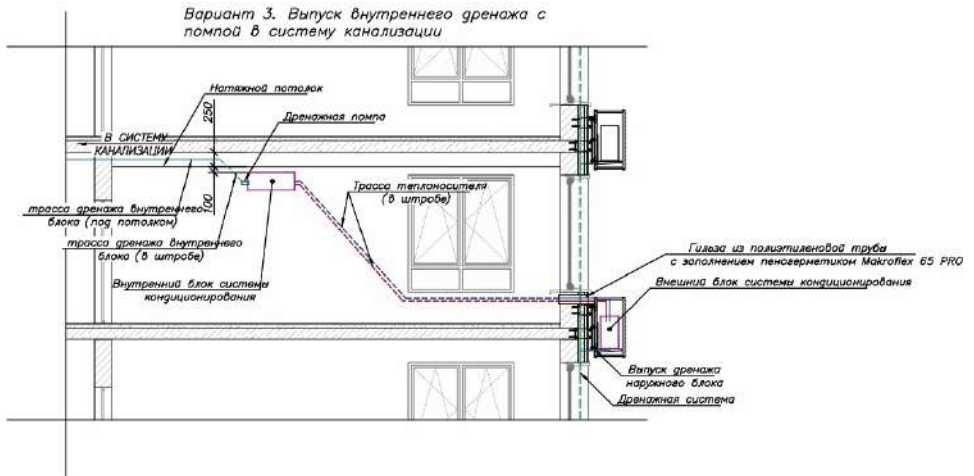 Вариант 3. Выпуск внутреннего дренажа с
помпой в систему канализации
Натяжной потолок
250
Дренажная помпа
В СИСТЕМУ
КАНАЛИЗАЦИИ
100
Трасса теплоносителя
(в штробе)
трасса дренажа внутреннего
блока (под потолком)
трасса дренажа внутреннего
блока (в штробе)
Внутренний блок системы
кондиционирования
Гильза из полиэтиленовой трубы
с заполнением пеногерметиком Makroflex 65 PRO
Внешний блок системы кондиционирования
Выпуск дренажа
наружного блока
Дренажная система